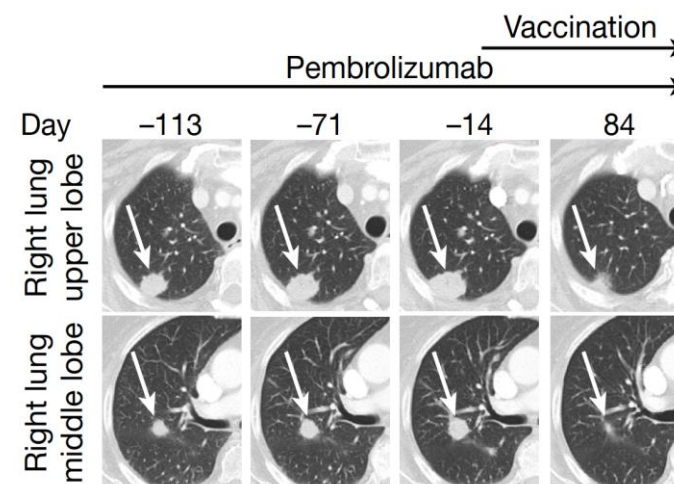 Vaccination
Pembrolizumab
Day –113 –71 –14 84
Right lung
upper lobe
Right lung
middle lobe